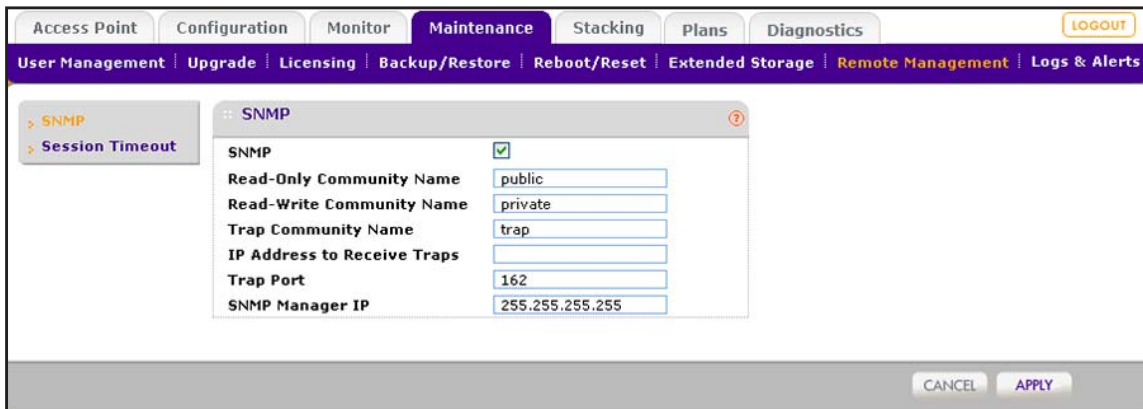 Access Point Configuration Monitor Maintenance Stacking Plans Diagnostics LOGOUT
User Management Upgrade Licensing Backup/Restore Reboot/Reset Extended Storage Remote Management Logs & Alerts
SNMP
Session Timeout
SNMP ?
SNMP
Read-Only Community Name public
Read-Write Community Name private
Trap Community Name trap
IP Address to Receive Traps
Trap Port 162
SNMP Manager IP 255.255.255.255
CANCEL APPLY